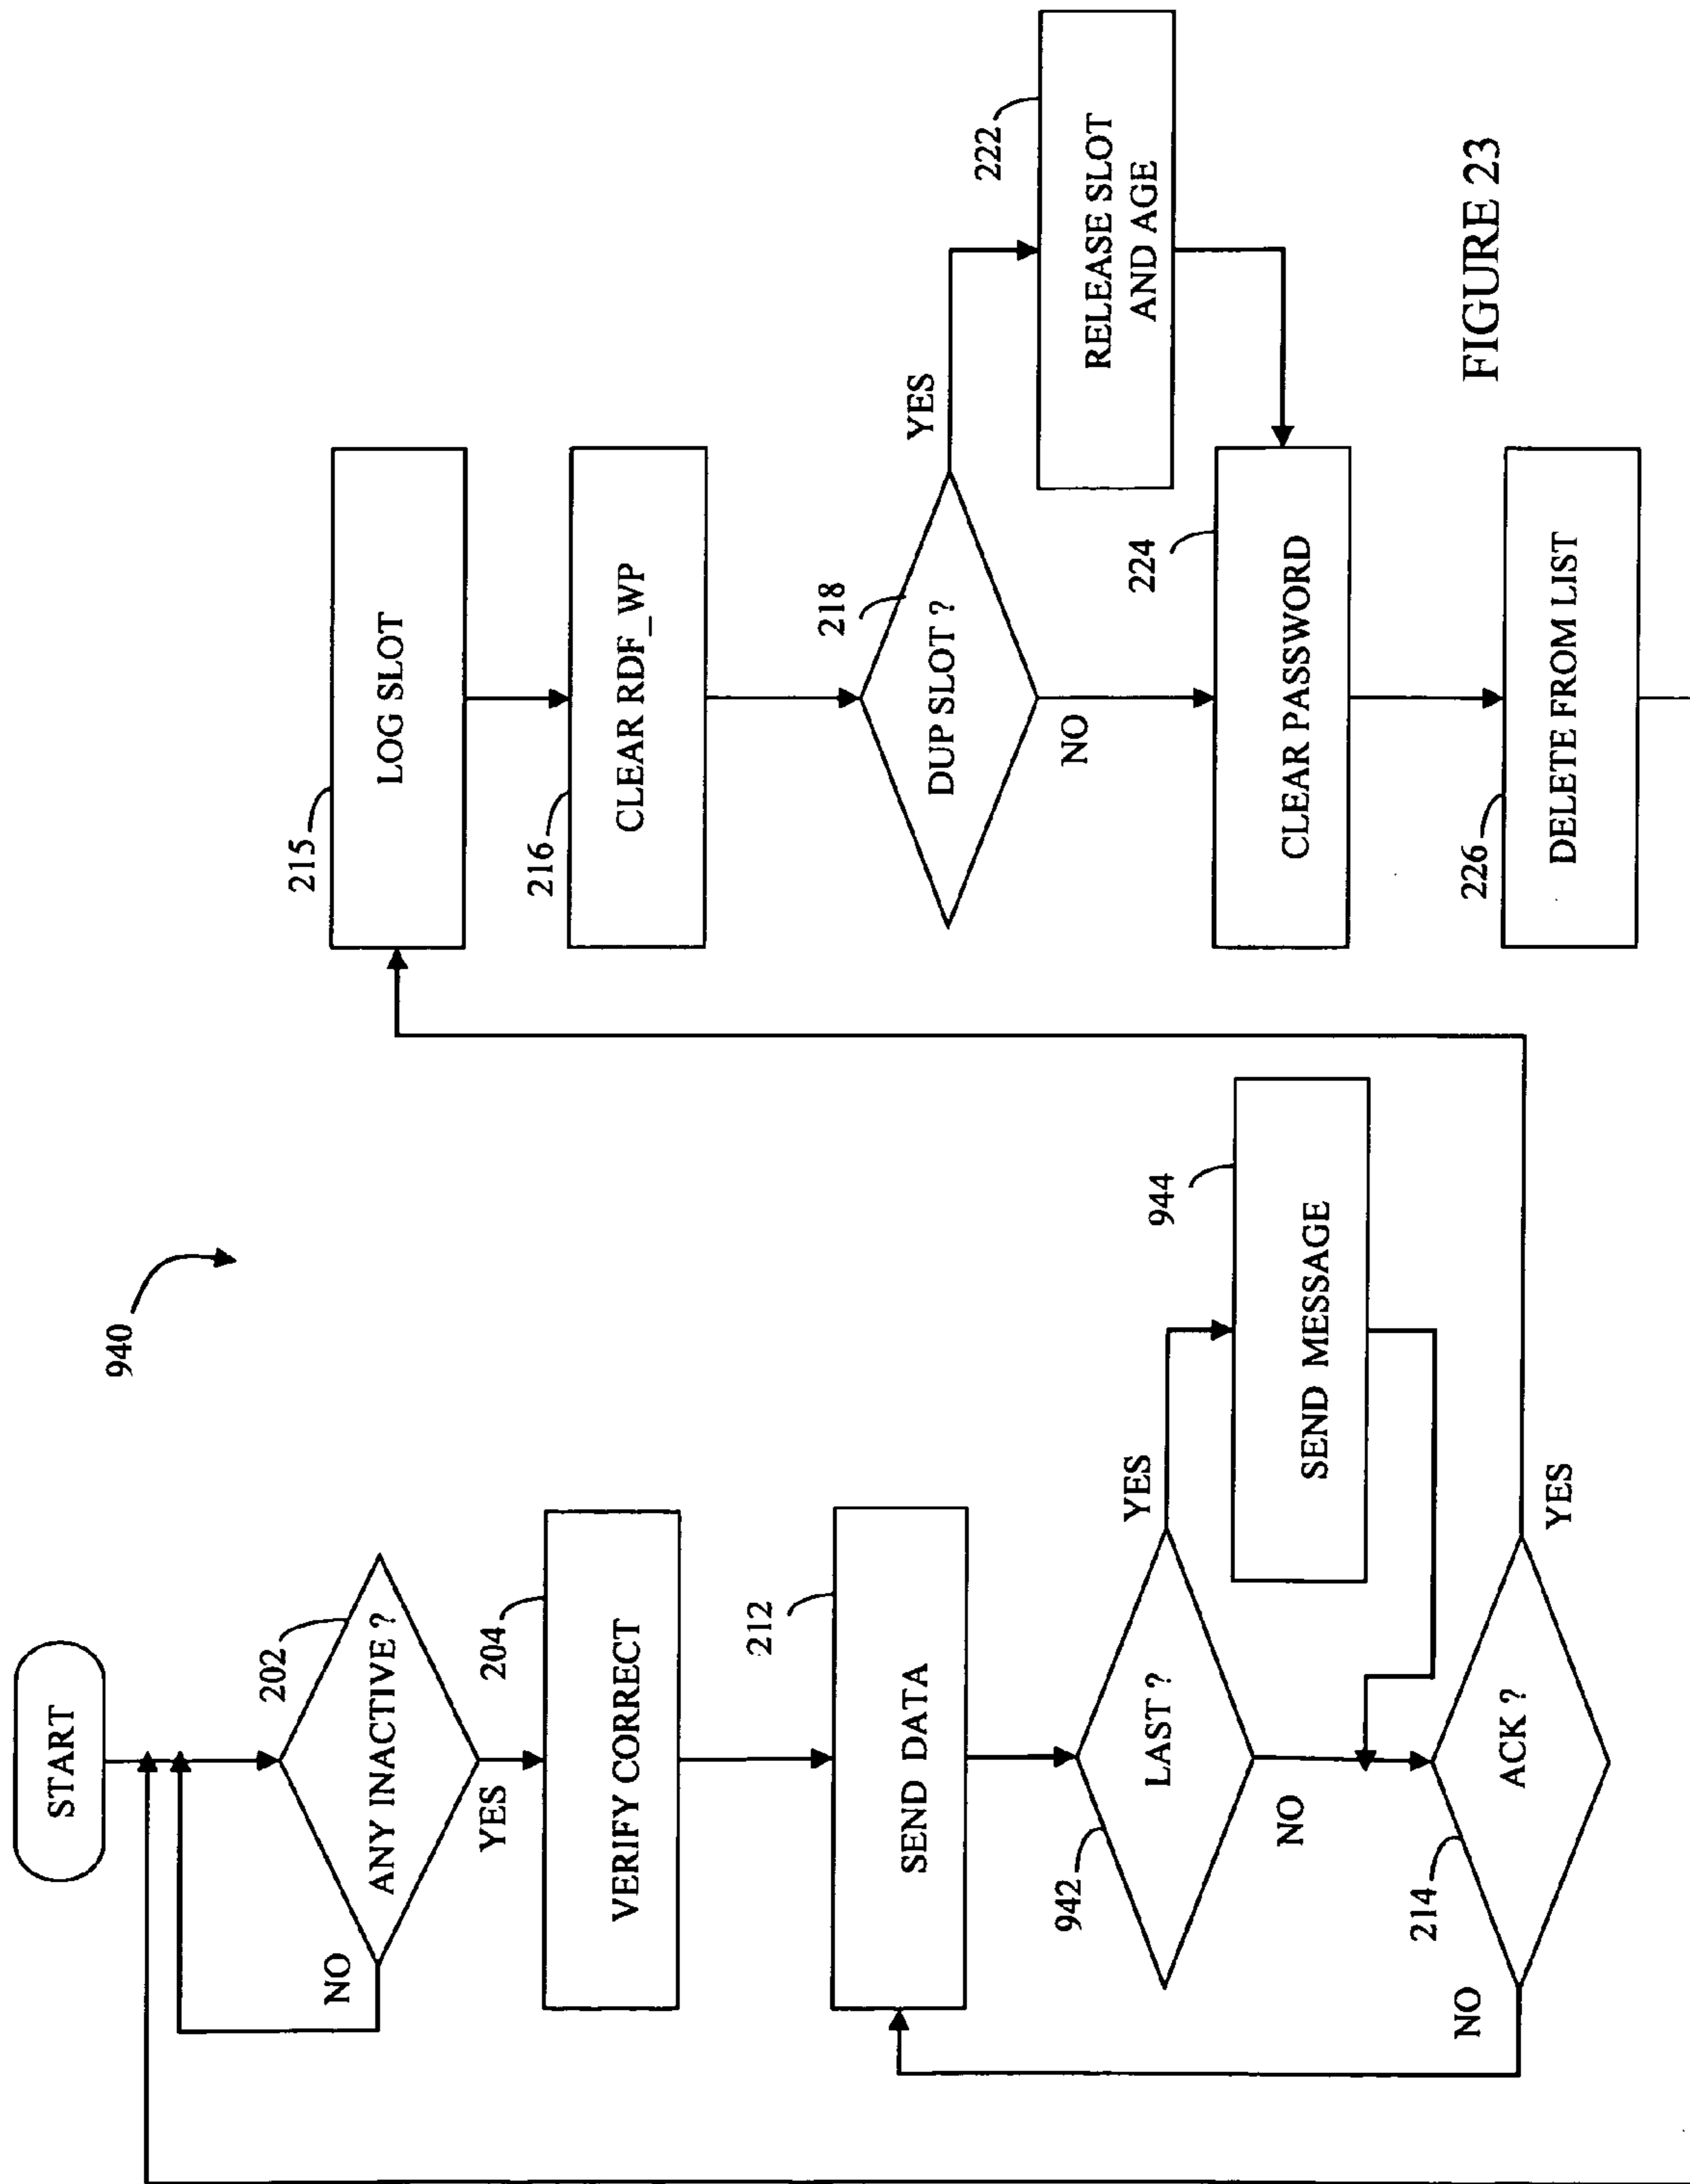 940
START
202
ANY INACTIVE ?
NO
YES
204
VERIFY CORRECT
212
SEND DATA
942
LAST ?
YES
NO
944
SEND MESSAGE
214
ACK ?
NO
YES
215
LOG SLOT
216
CLEAR RDF_WP
218
DUP SLOT ?
YES
NO
222
RELEASE SLOT
AND AGE
224
CLEAR PASSWORD
226
DELETE FROM LIST
FIGURE 23